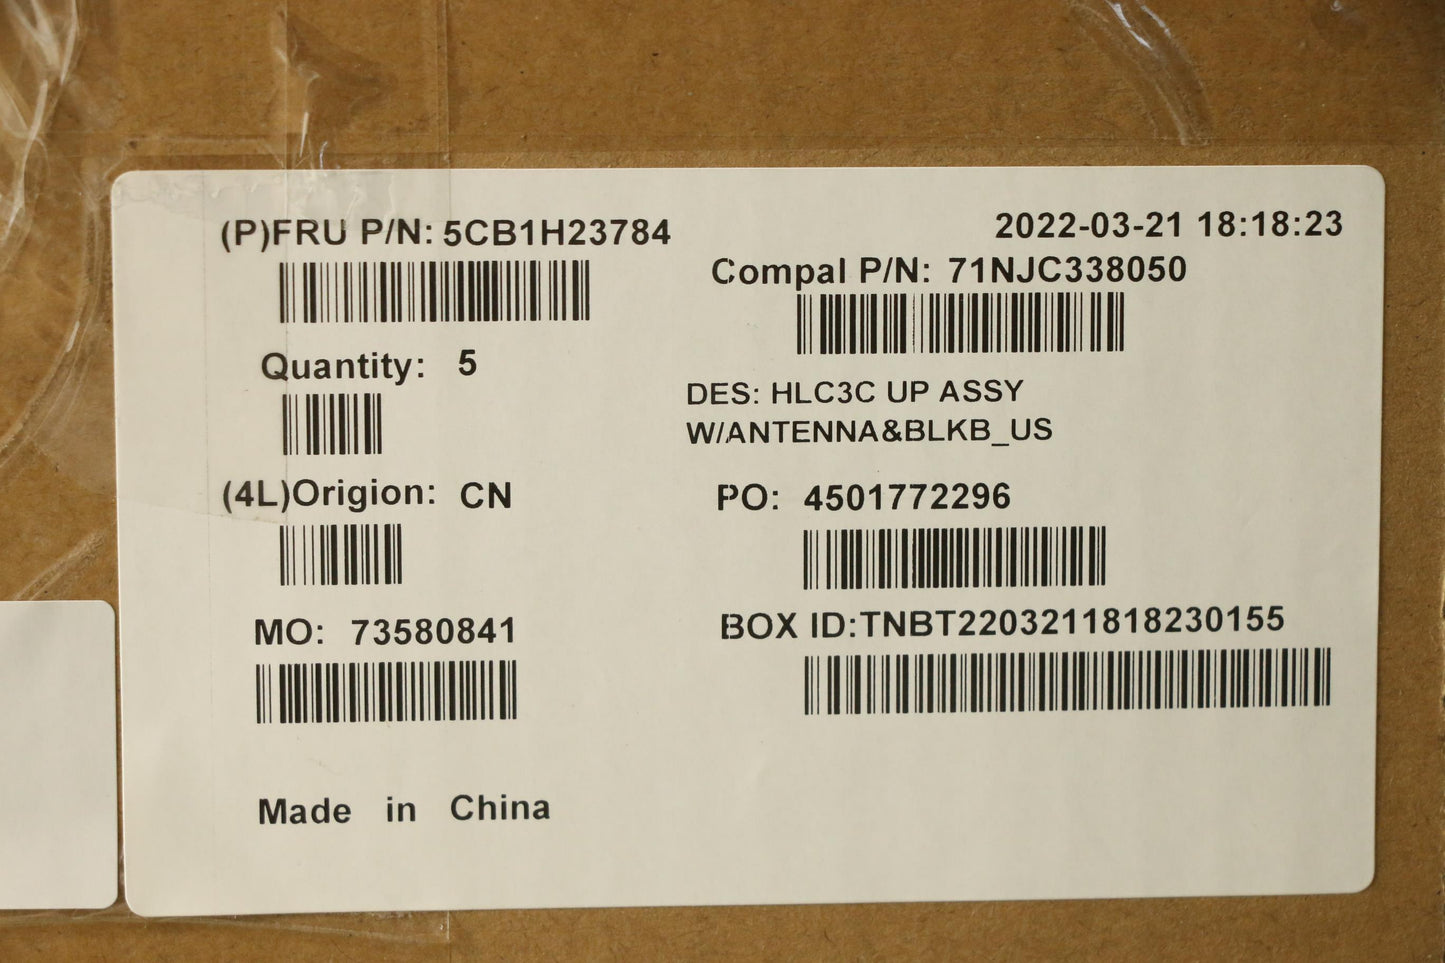 (P)FRU P/N: 5CB1H23784
2022-03-21 18:18:23
Compal P/N: 71NJC338050
Quantity: 5
DES: HLC3C UP ASSY
W/ANTENNA&BLKB_US
(4L)Origion: CN
PO: 4501772296
MO: 73580841
BOX ID:TNBT2203211818230155
Made in China